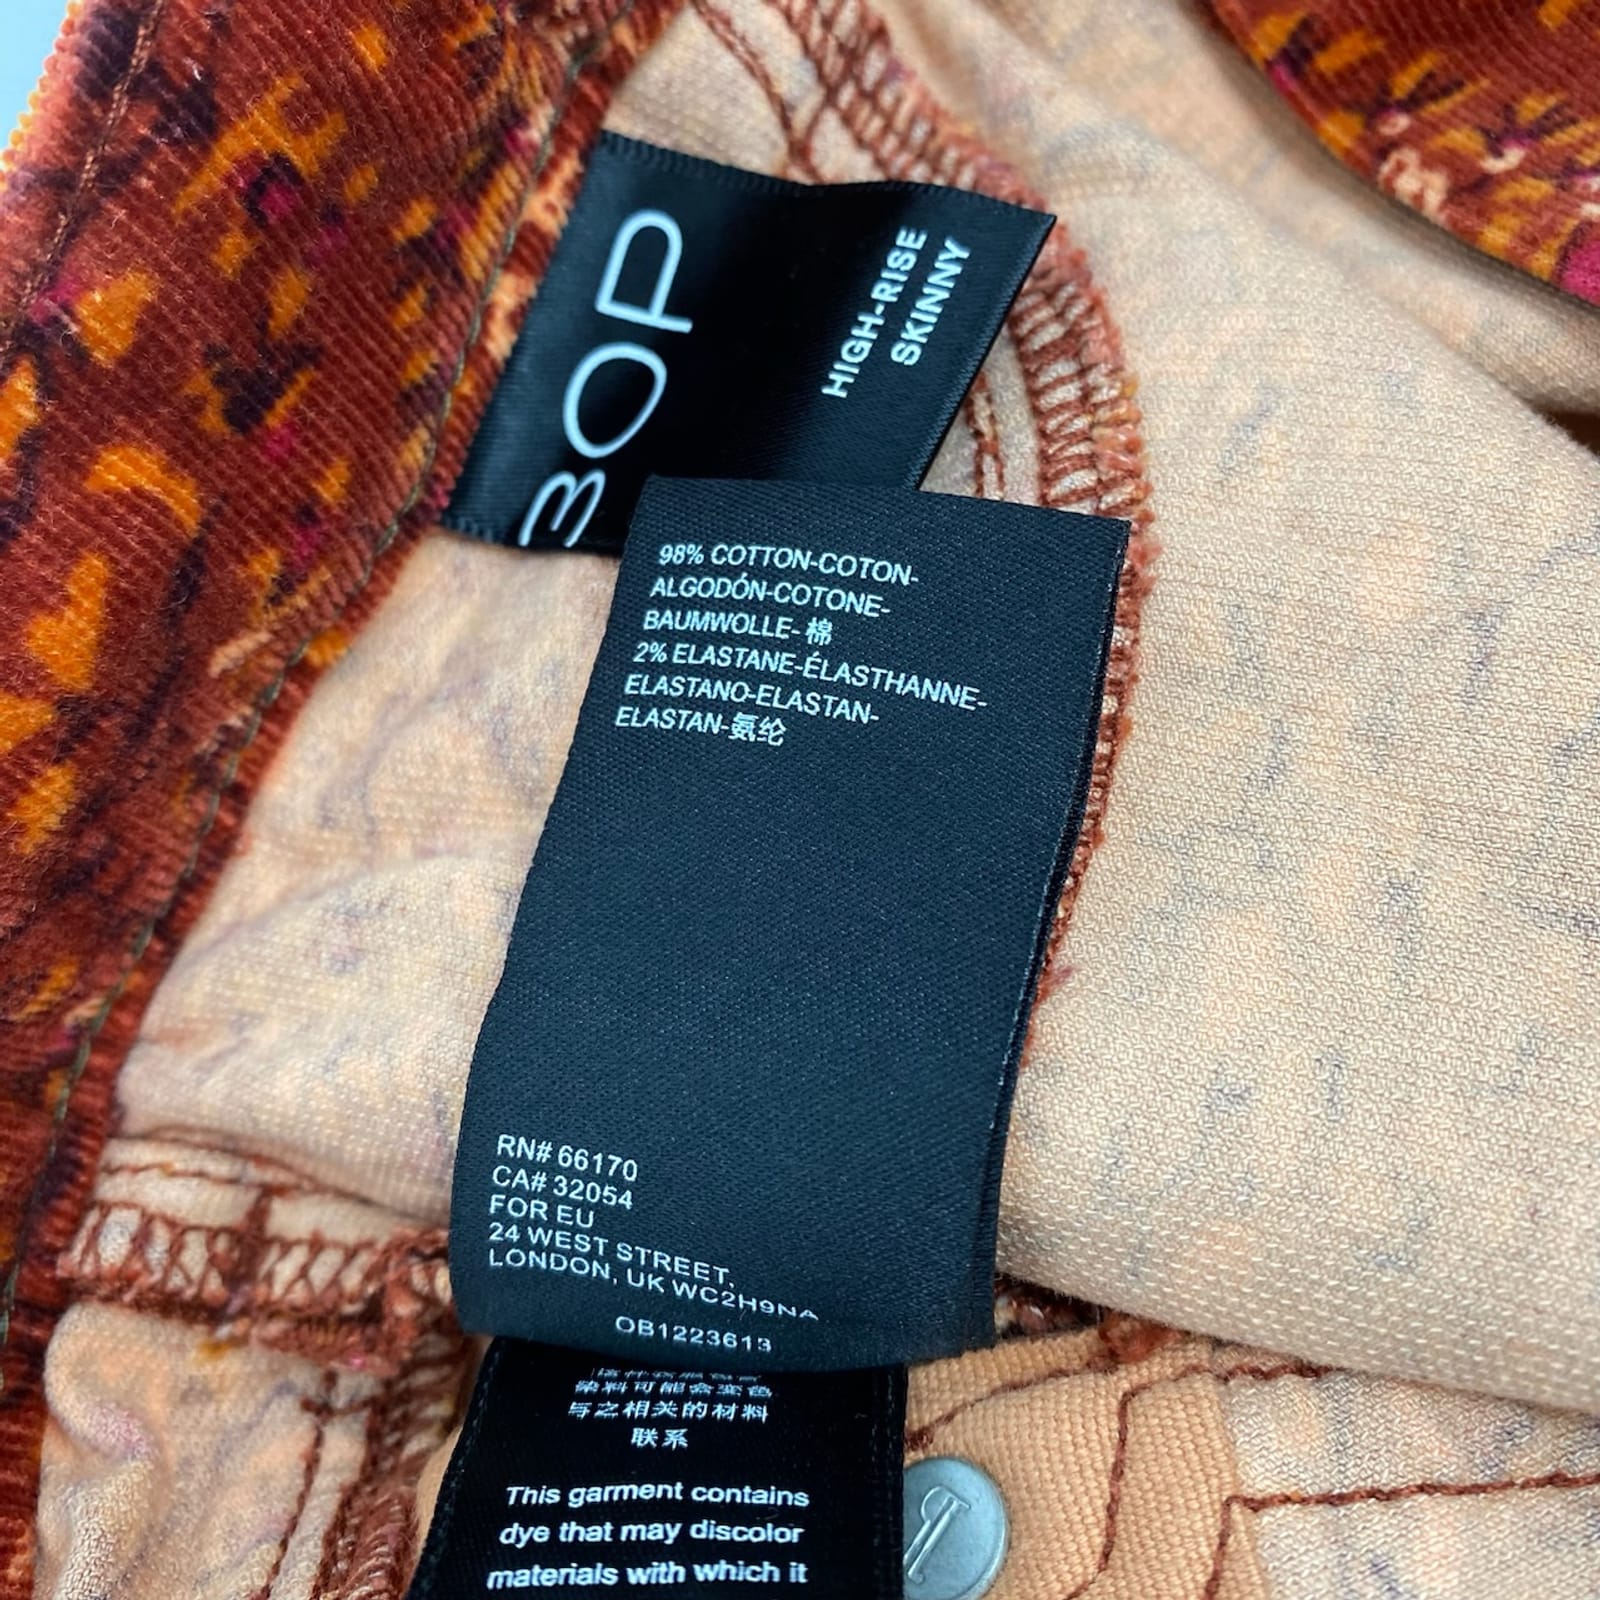 BOP
HIGH-RISE
SKINNY
98% COTTON-COTON-
ALGODÓN-COTONE-
BAUMWOLLE- 棉
2% ELASTANE-ÉLASTHANNE-
ELASTANO-ELASTAN-
ELASTAN-氨纶
RN# 66170
CA# 32054
FOR EU
24 WEST STREET,
LONDON, UK WC2H9NA
OB1223613
染料可能会变色
与之相关的材料
联系
This garment contains
dye that may discolor
materials with which it